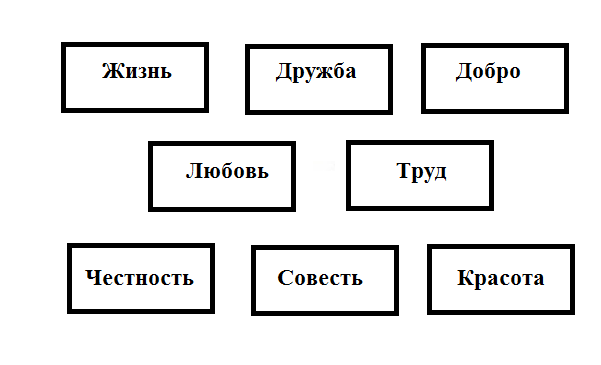 Жизнь Дружба Добро
Любовь Труд
Честность Совесть Красота